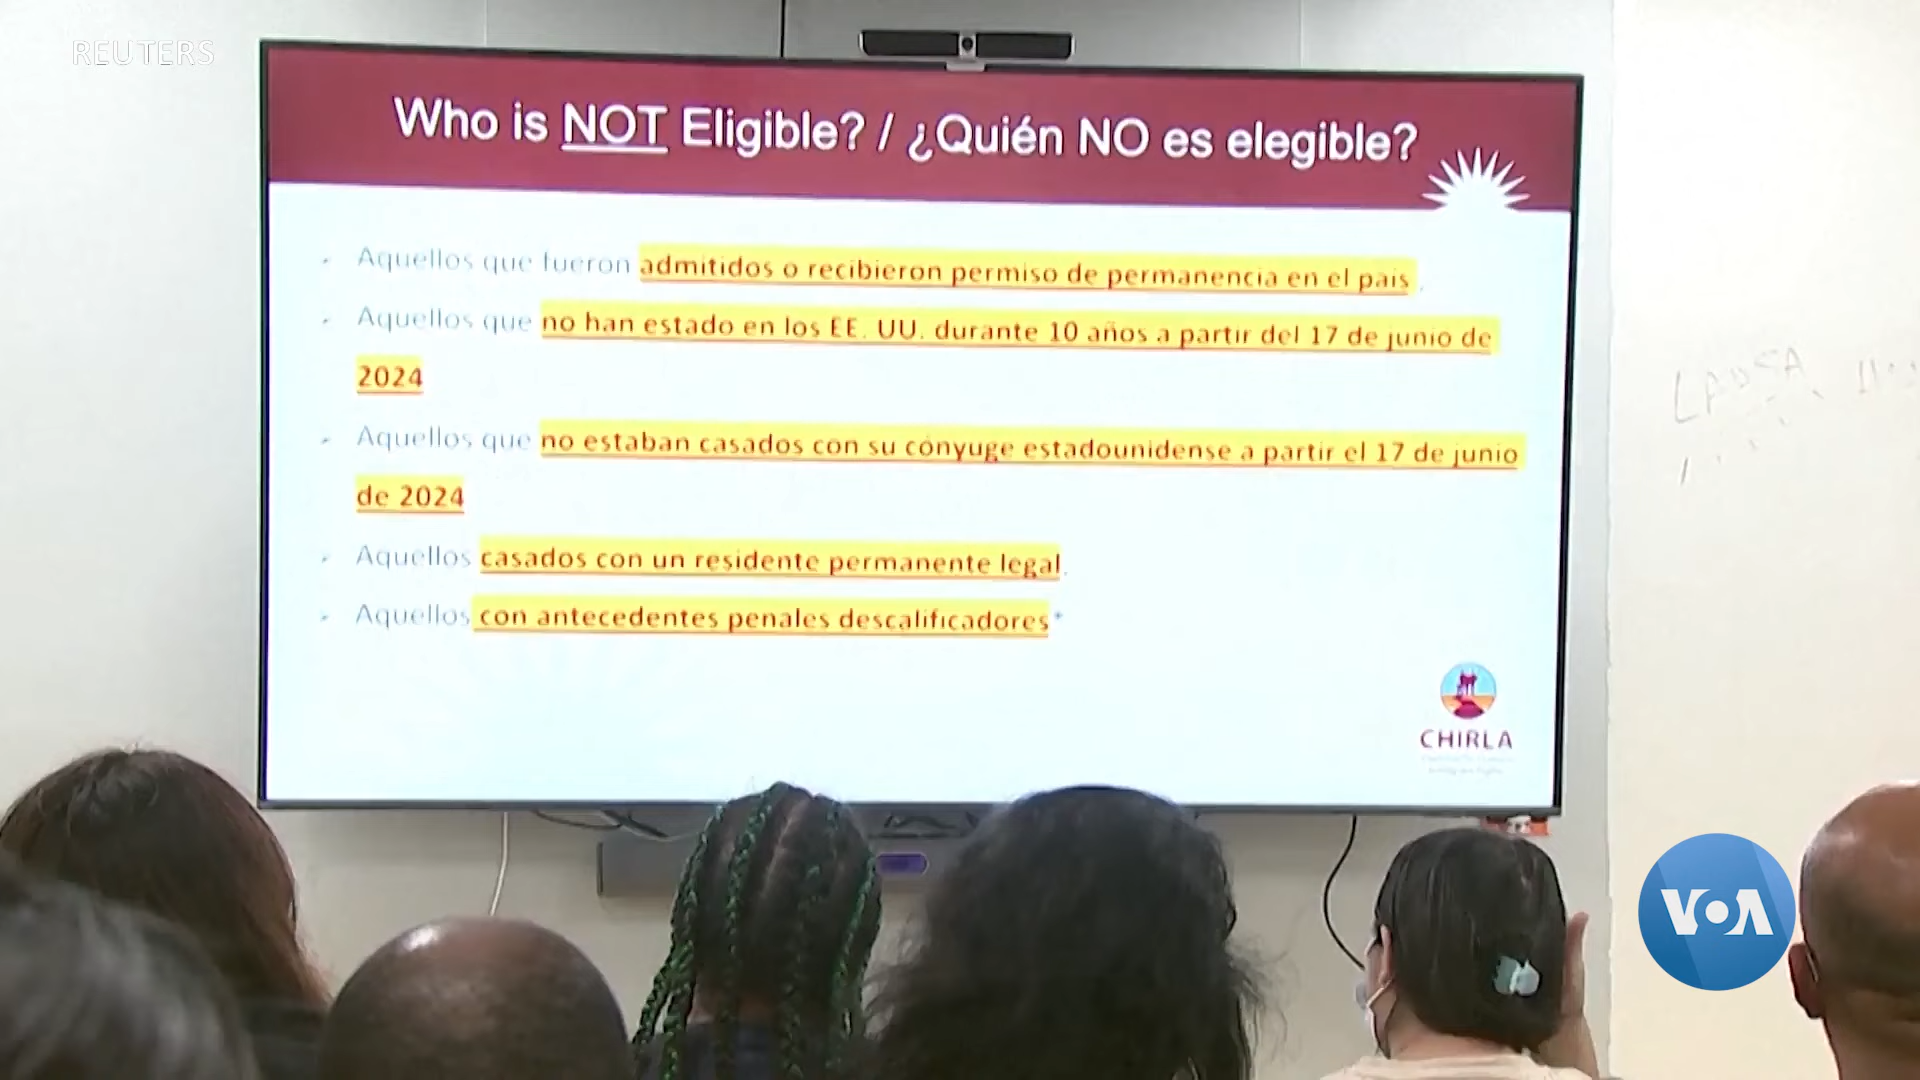 REUTERS
Who is NOT Eligible? / ¿Quién NO es elegible?
Aquellos que fueron admitidos o recibieron permiso de permanencia en el pais.
Aquellos que no han estado en los EE. UU. durante 10 años a partir del 17 de junio de
2024
Aquellos que no estaban casados con su cónyuge estadounidense a partir el 17 de junio
de 2024
Aquellos casados con un residente permanente legal.
Aquellos con antecedentes penales descalificadores*
CHIRLA
VOA